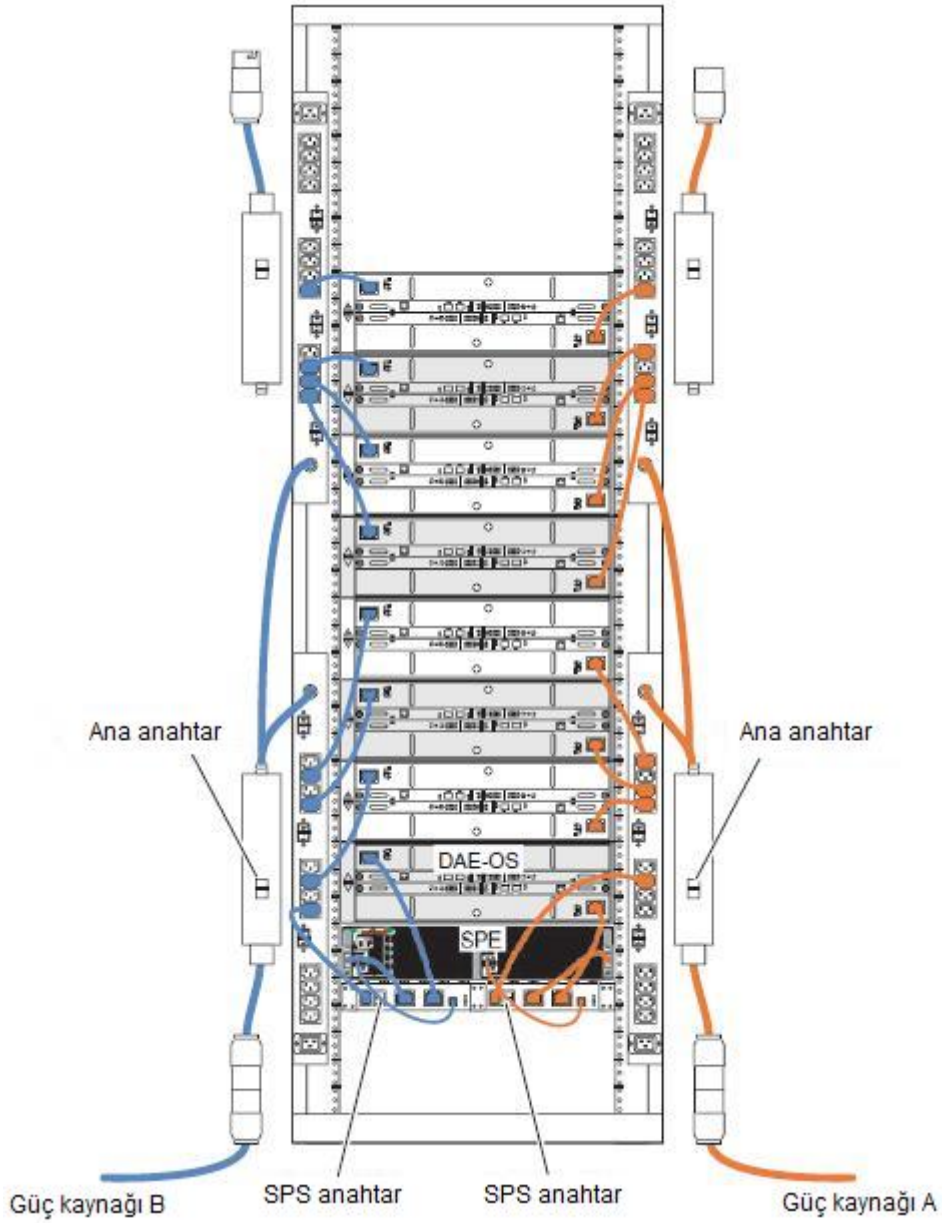 Ana anahtar
Ana anahtar
DAE-OS
SPE
SPS anahtar
SPS anahtar
Güç kaynağı B
Güç kaynağı A